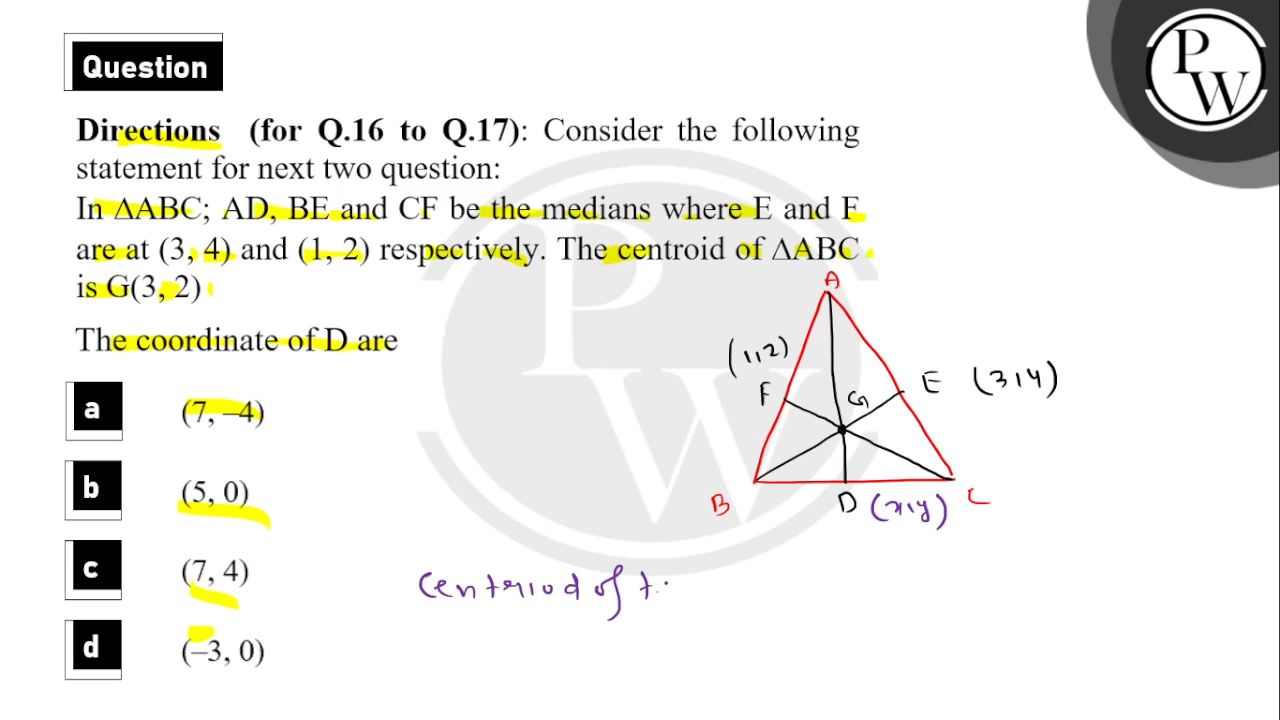 Question
Directions (for Q.16 to Q.17): Consider the following
statement for next two question:
In ΔABC; AD, BE and CF be the medians where E and F
are at (3, 4) and (1, 2) respectively. The centroid of ΔABC
is G(3, 2)
The coordinate of D are
a (7, –4)
b (5, 0)
c (7, 4)
d (–3, 0)
PW
A
(1,2)
F
G
E (3,4)
B
D (x,y)
C
Centriod of t